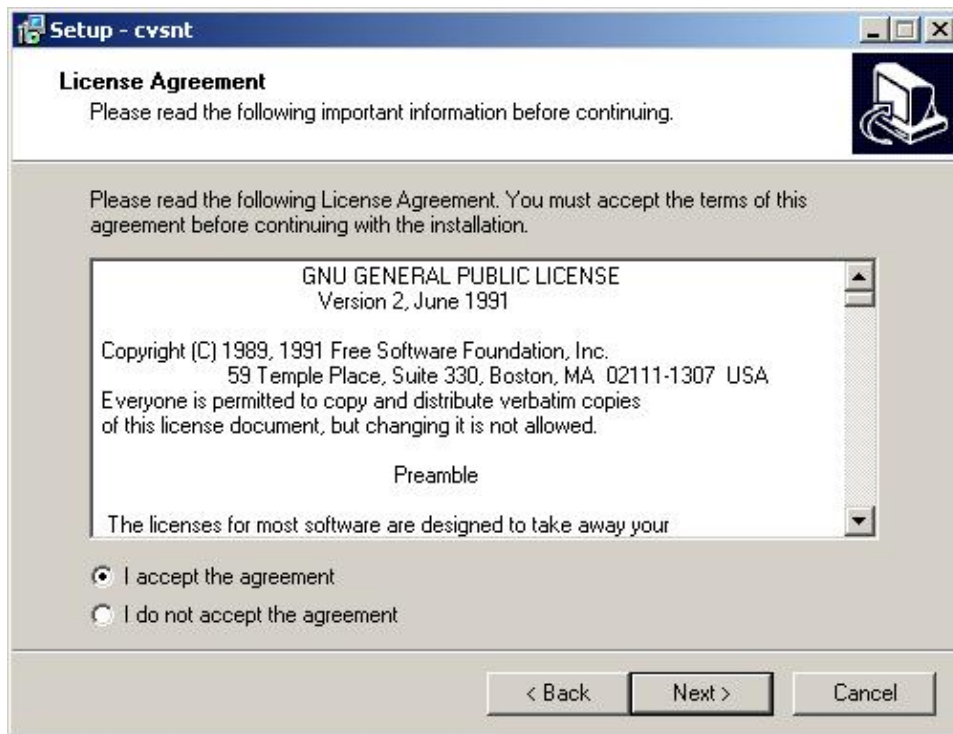 Setup - cvsnt
License Agreement
Please read the following important information before continuing.
Please read the following License Agreement. You must accept the terms of this
agreement before continuing with the installation.
GNU GENERAL PUBLIC LICENSE
Version 2, June 1991
Copyright (C) 1989, 1991 Free Software Foundation, Inc.
59 Temple Place, Suite 330, Boston, MA 02111-1307 USA
Everyone is permitted to copy and distribute verbatim copies
of this license document, but changing it is not allowed.
Preamble
The licenses for most software are designed to take away your
I accept the agreement
I do not accept the agreement
< Back Next > Cancel